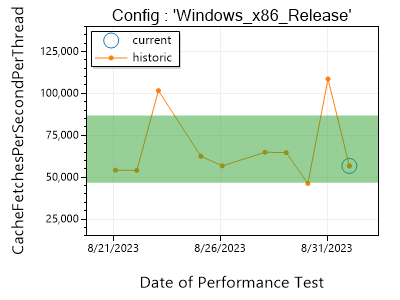 Config : 'Windows_x86_Release'
CacheFetchesPerSecondPerThread
current
historic
125,000
100,000
75,000
50,000
25,000
8/21/2023
8/26/2023
8/31/2023
Date of Performance Test